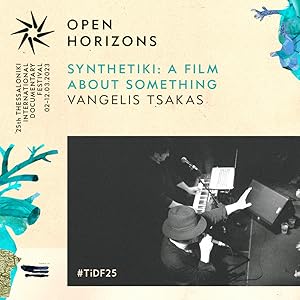 OPEN
HORIZONS
SYNTHETIKI: A FILM
ABOUT SOMETHING
VANGELIS TSAKAS
25th THESSALONIKI
INTERNATIONAL
DOCUMENTARY
FESTIVAL
02-12.03.2023
#TiDF25